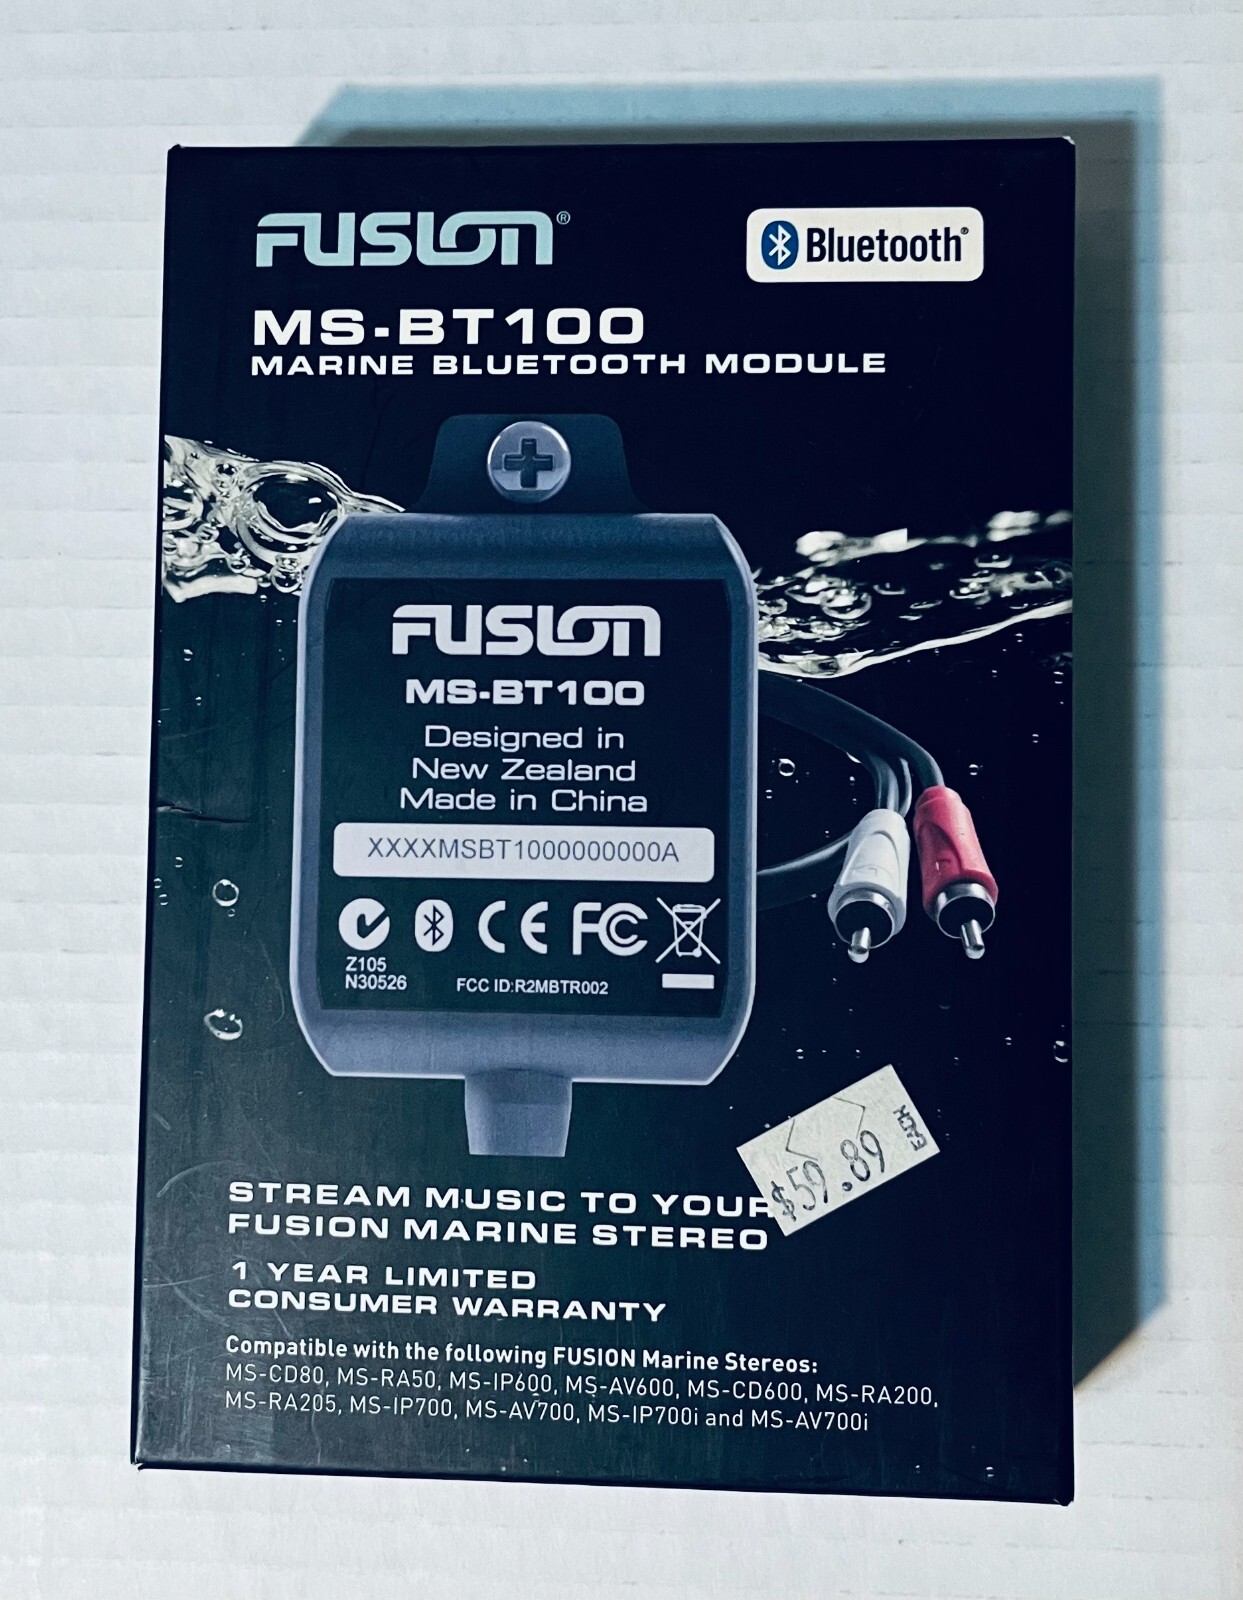 FUSION®
Bluetooth®
MS-BT100
MARINE BLUETOOTH MODULE
FUSION
MS-BT100
Designed in
New Zealand
Made in China
XXXXMSBT1000000000A
CE FC
Z105
N30526
FCC ID:R2MBTR002
$59.89 EACH
STREAM MUSIC TO YOUR
FUSION MARINE STEREO
1 YEAR LIMITED
CONSUMER WARRANTY
Compatible with the following FUSION Marine Stereos:
MS-CD80, MS-RA50, MS-IP600, MS-AV600, MS-CD600, MS-RA200,
MS-RA205, MS-IP700, MS-AV700, MS-IP700i and MS-AV700i